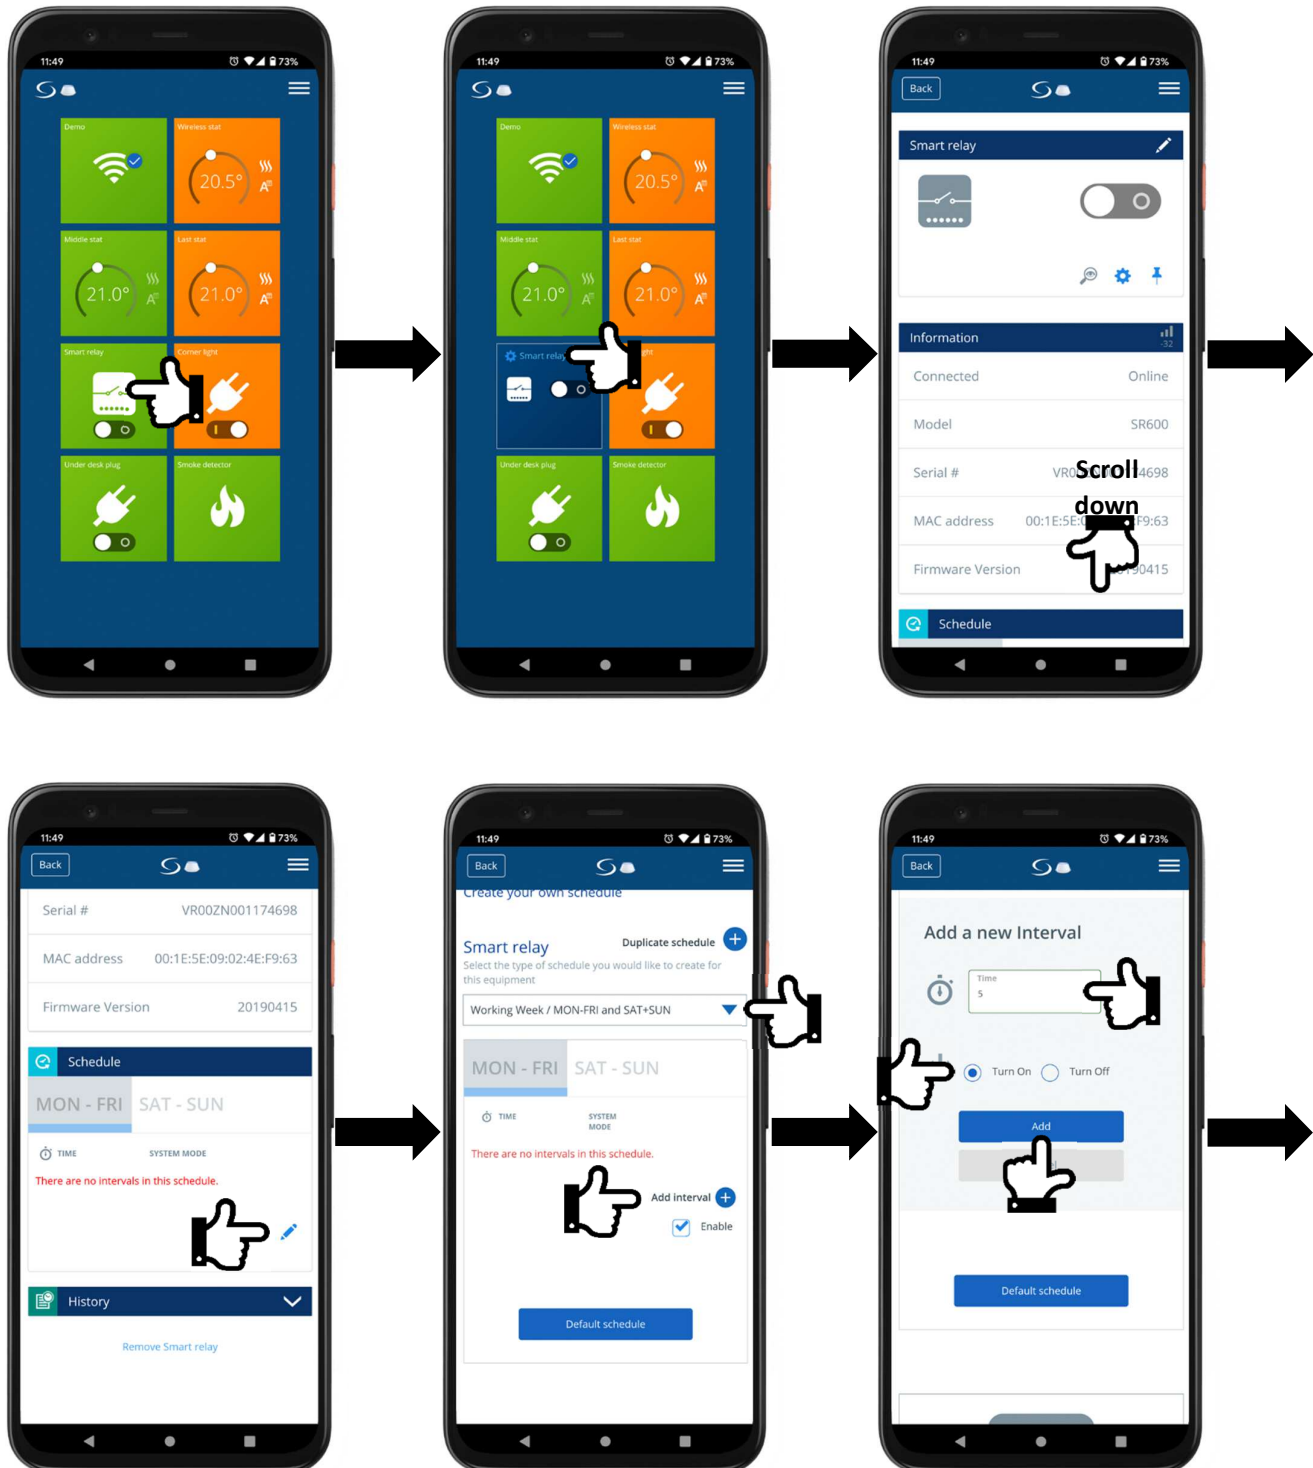 11:49
73%
Demo
Wireless stat
20.5°
A
Middle stat
Last stat
21.0°
A
21.0°
A
Smart relay
Corner light
Under desk plug
Smoke detector
11:49
73%
Demo
Wireless stat
20.5°
A
Middle stat
Last stat
21.0°
A
21.0°
A
Smart relay
Under desk plug
Smoke detector
11:49
73%
Back
Smart relay
Information
-32
Connected
Online
Model
SR600
Serial #
Scroll
down
MAC address
Firmware Version
Schedule
11:49
73%
Back
Serial #
VR00ZN001174698
MAC address
00:1E:5E:09:02:4E:F9:63
Firmware Version
20190415
Schedule
MON - FRI
SAT - SUN
TIME
SYSTEM MODE
There are no intervals in this schedule.
History
Remove Smart relay
11:49
73%
Back
Create your own schedule
Smart relay
Duplicate schedule
Select the type of schedule you would like to create for
this equipment
Working Week / MON-FRI and SAT+SUN
MON - FRI
SAT - SUN
TIME
SYSTEM
MODE
There are no intervals in this schedule.
Add interval
Enable
Default schedule
11:49
73%
Back
Add a new Interval
Time
5
Turn On
Turn Off
Add
Default schedule